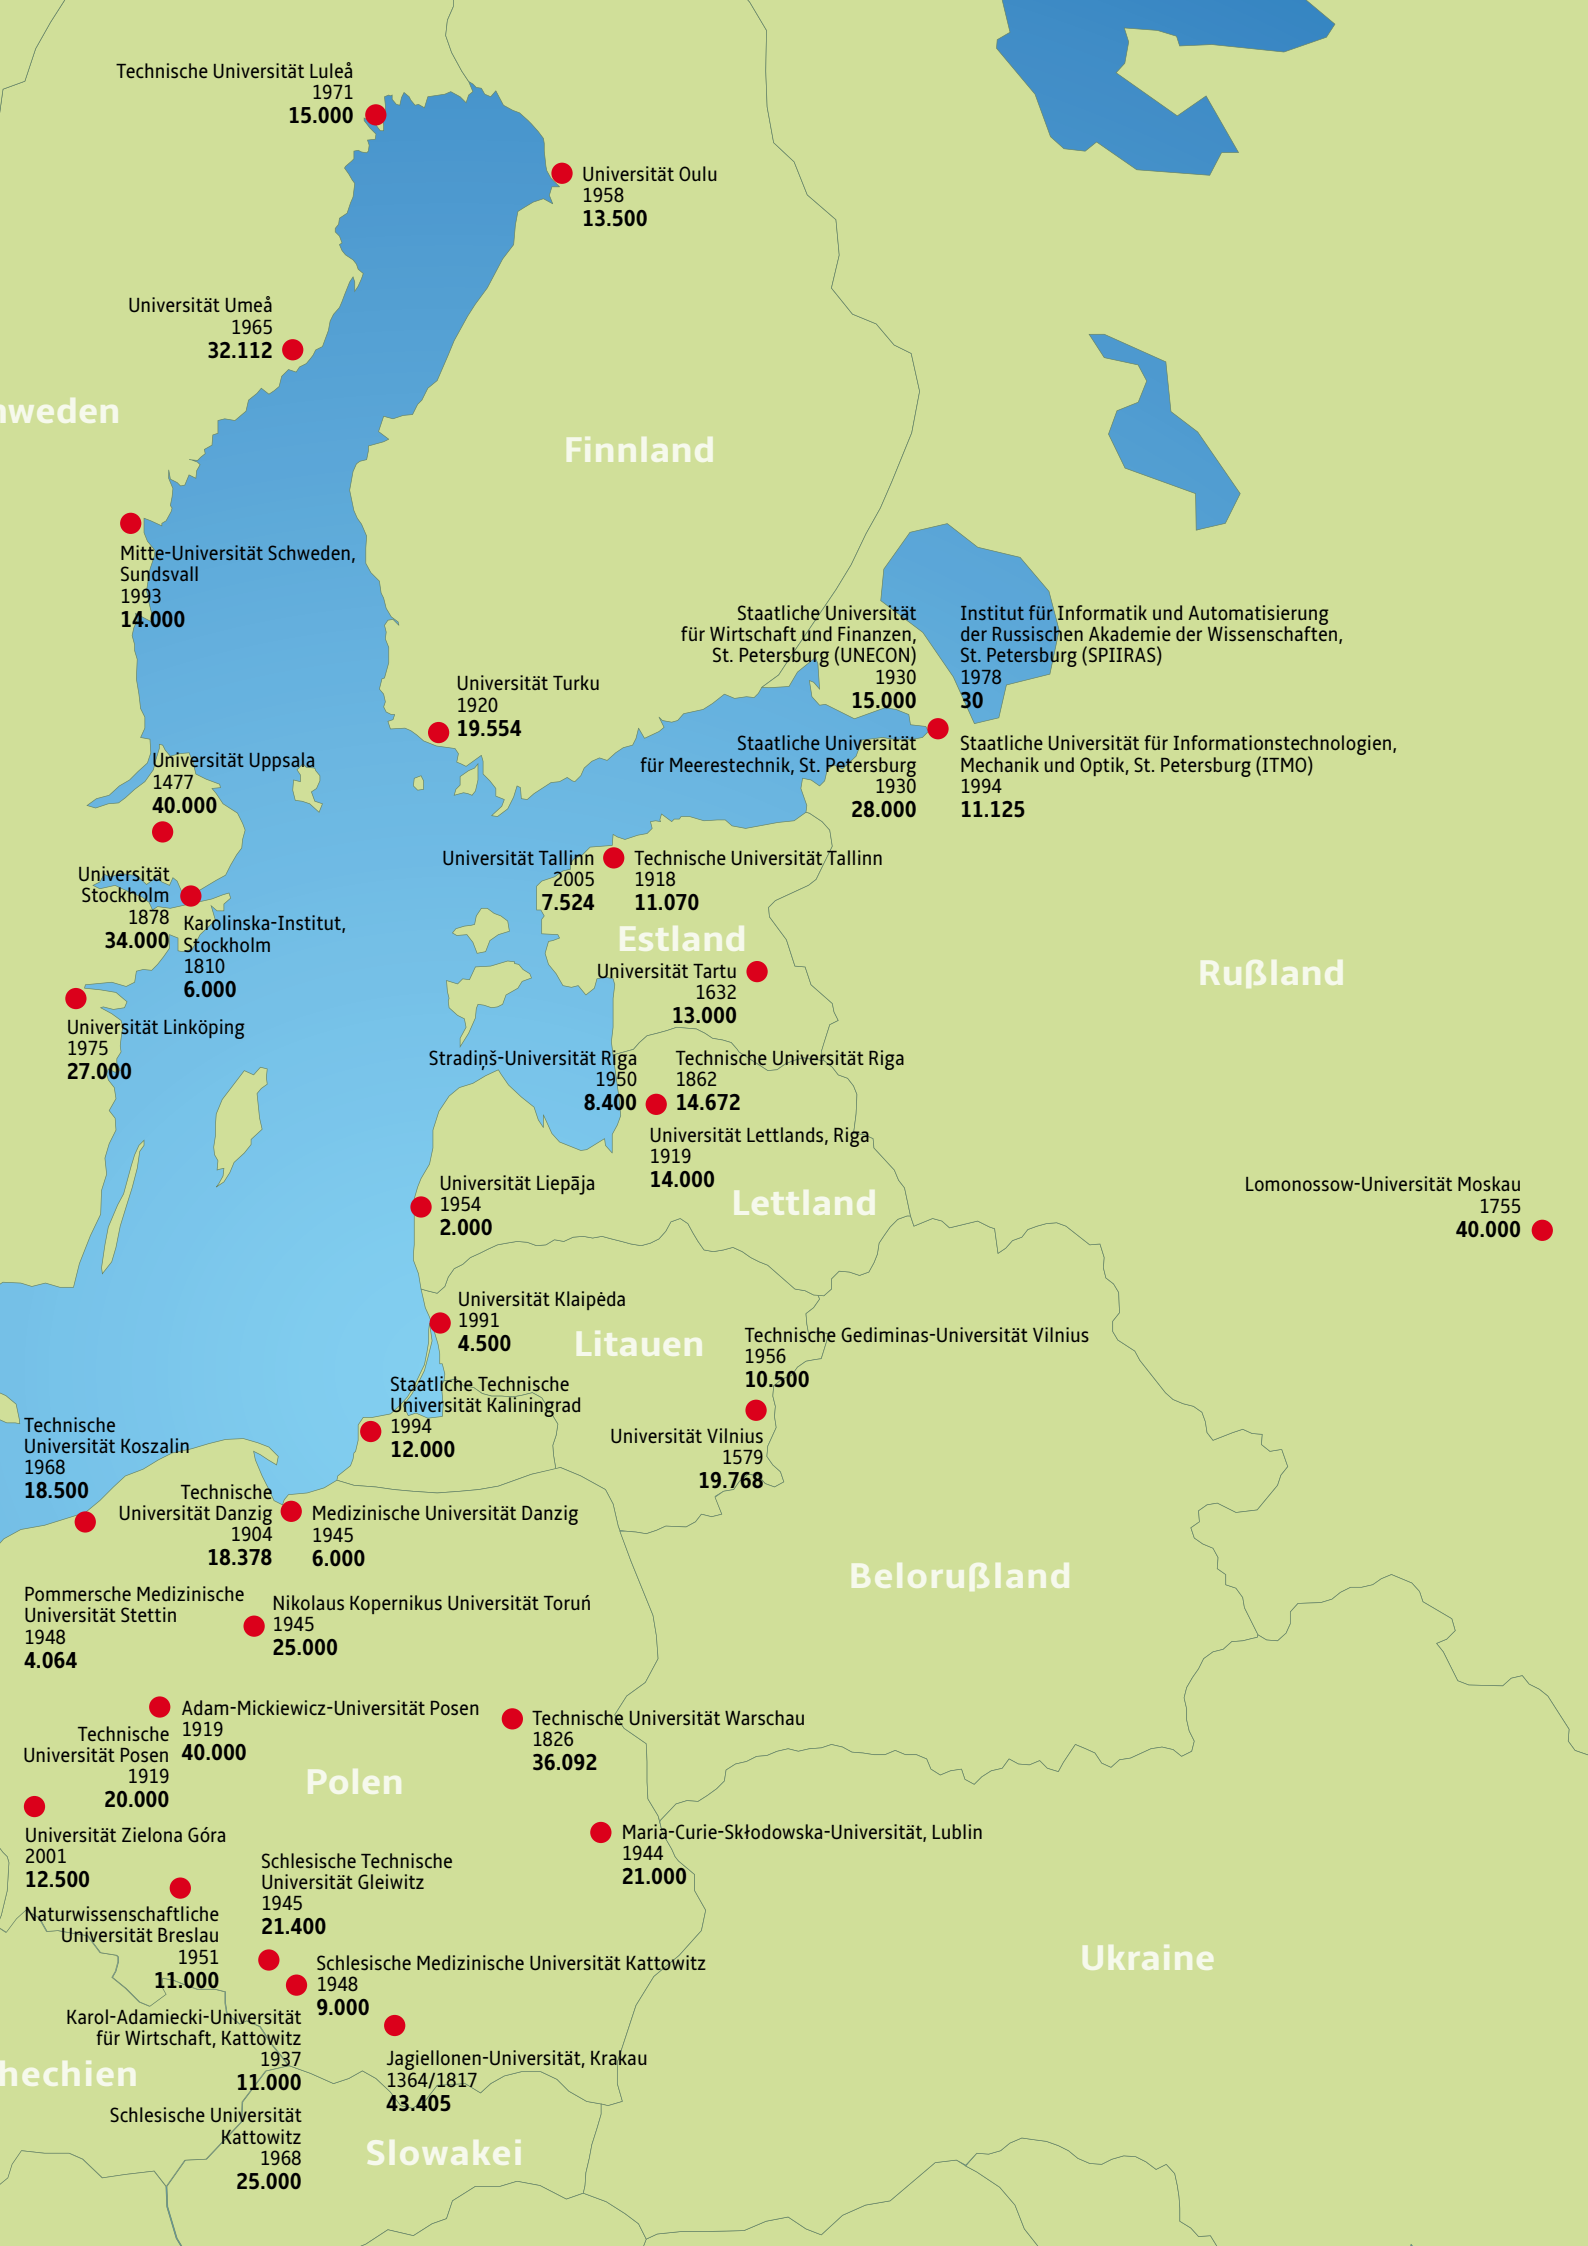 Technische Universität Luleå
1971
15.000
Universität Oulu
1958
13.500
Universität Umeå
1965
32.112
hweden
Finnland
Mitte-Universität Schweden,
Sundsvall
1993
14.000
Staatliche Universität
für Wirtschaft und Finanzen,
St. Petersburg (UNECON)
1930
15.000
Institut für Informatik und Automatisierung
der Russischen Akademie der Wissenschaften,
St. Petersburg (SPIIRAS)
1978
30
Universität Turku
1920
19.554
Staatliche Universität
für Meerestechnik, St. Petersburg
1930
28.000
Staatliche Universität für Informationstechnologien,
Mechanik und Optik, St. Petersburg (ITMO)
1994
11.125
Universität Uppsala
1477
40.000
Universität Tallinn
2005
7.524
Technische Universität Tallinn
1918
11.070
Universität
Stockholm
1878
34.000
Karolinska-Institut,
Stockholm
1810
6.000
Estland
Rußland
Universität Tartu
1632
13.000
Universität Linköping
1975
27.000
Stradiņš-Universität Riga
1950
8.400
Technische Universität Riga
1862
14.672
Universität Lettlands, Riga
1919
14.000
Universität Liepāja
1954
2.000
Lettland
Lomonossow-Universität Moskau
1755
40.000
Universität Klaipėda
1991
4.500
Litauen
Technische Gediminas-Universität Vilnius
1956
10.500
Staatliche Technische
Universität Kaliningrad
1994
12.000
Technische
Universität Koszalin
1968
18.500
Universität Vilnius
1579
19.768
Technische
Universität Danzig
1904
18.378
Medizinische Universität Danzig
1945
6.000
Belorußland
Pommersche Medizinische
Universität Stettin
1948
4.064
Nikolaus Kopernikus Universität Toruń
1945
25.000
Adam-Mickiewicz-Universität Posen
1919
40.000
Technische
Universität Posen
1919
20.000
Technische Universität Warschau
1826
36.092
Polen
Universität Zielona Góra
2001
12.500
Maria-Curie-Skłodowska-Universität, Lublin
1944
21.000
Schlesische Technische
Universität Gleiwitz
1945
21.400
Naturwissenschaftliche
Universität Breslau
1951
11.000
Schlesische Medizinische Universität Kattowitz
1948
9.000
Ukraine
Karol-Adamiecki-Universität
für Wirtschaft, Kattowitz
1937
11.000
Jagiellonen-Universität, Krakau
1364/1817
43.405
hechien
Schlesische Universität
Kattowitz
1968
25.000
Slowakei